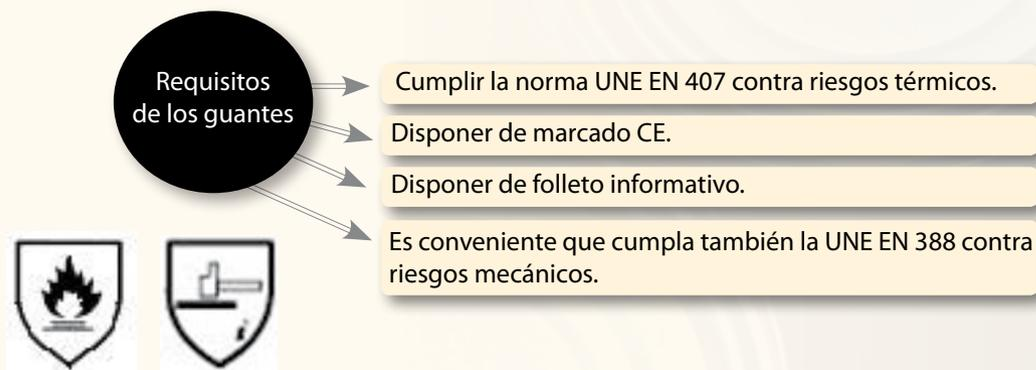 Requisitos
de los guantes
Cumplir la norma UNE EN 407 contra riesgos térmicos.
Disponer de marcado CE.
Disponer de folleto informativo.
Es conveniente que cumpla también la UNE EN 388 contra
riesgos mecánicos.
i